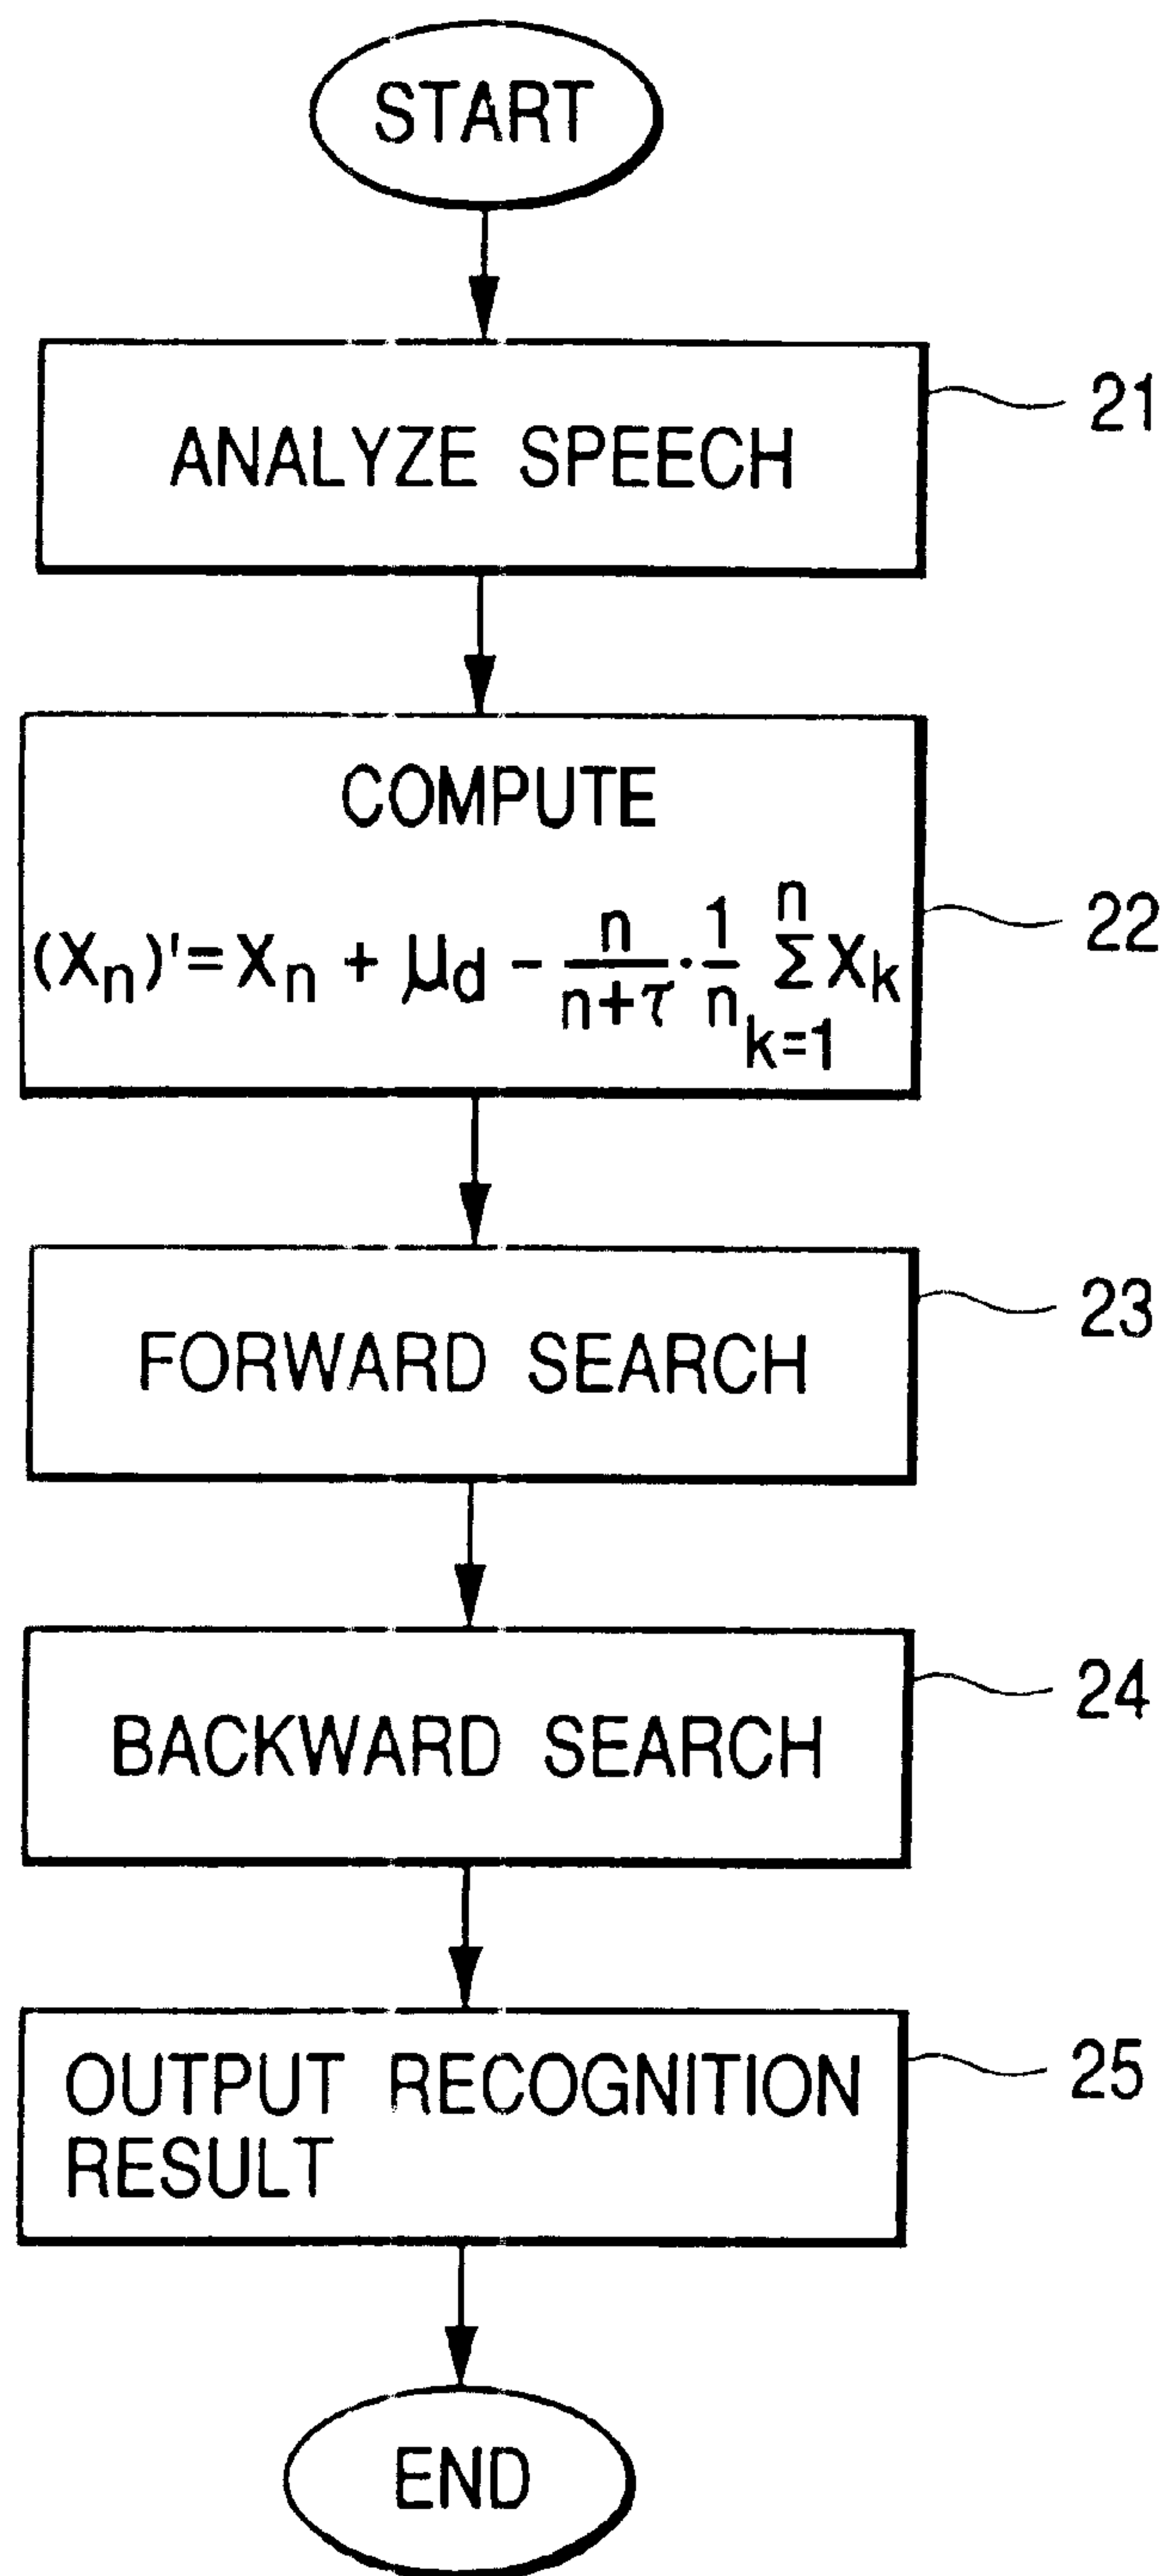 START
ANALYZE SPEECH
21
COMPUTE
(Xn)'= Xn + μd - n/(n+τ) · 1/n Σ(k=1 to n) Xk
22
FORWARD SEARCH
23
BACKWARD SEARCH
24
OUTPUT RECOGNITION
RESULT
25
END